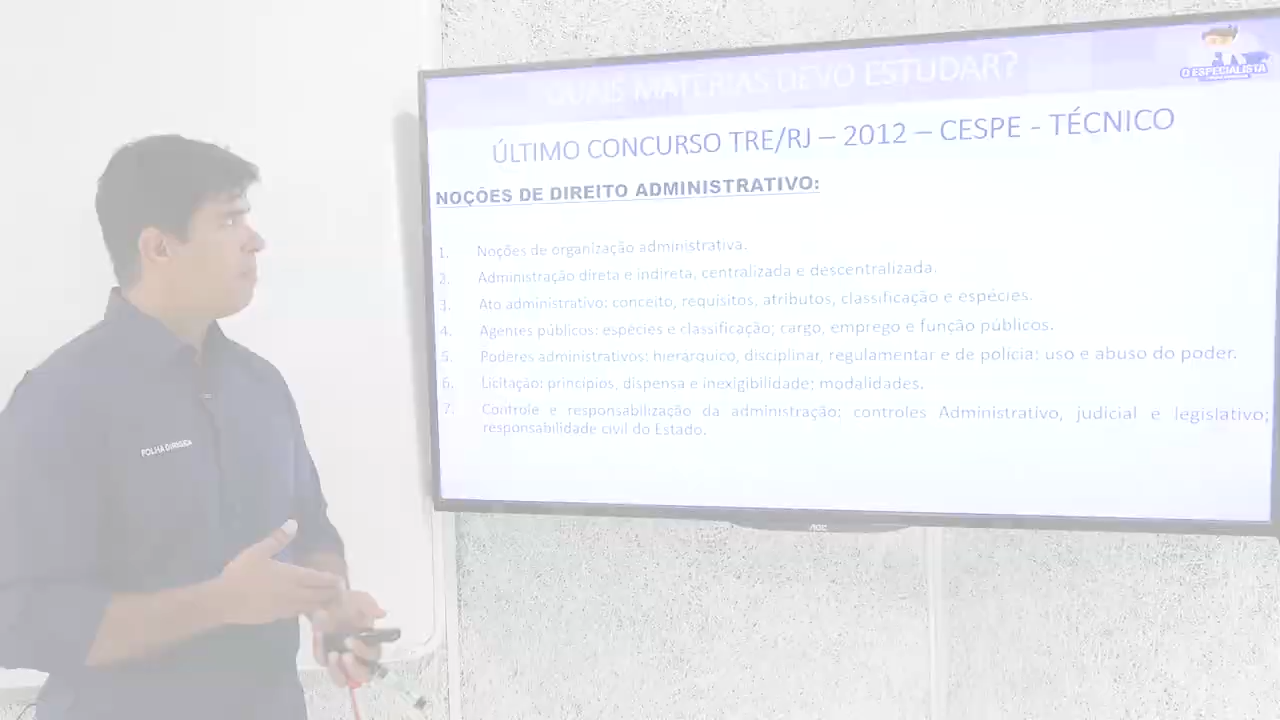 QUAIS MATÉRIAS DEVO ESTUDAR?
O ESPECIALISTA
ÚLTIMO CONCURSO TRE/RJ – 2012 – CESPE - TÉCNICO
NOÇÕES DE DIREITO ADMINISTRATIVO:
1. Noções de organização administrativa.
2. Administração direta e indireta, centralizada e descentralizada.
3. Ato administrativo: conceito, requisitos, atributos, classificação e espécies.
4. Agentes públicos: espécies e classificação; cargo, emprego e função públicos.
5. Poderes administrativos: hierárquico, disciplinar, regulamentar e de polícia; uso e abuso do poder.
6. Licitação: princípios, dispensa e inexigibilidade; modalidades.
7. Controle e responsabilização da administração: controles Administrativo, judicial e legislativo;
responsabilidade civil do Estado.
FOLHA DIRIGIDA
AOC